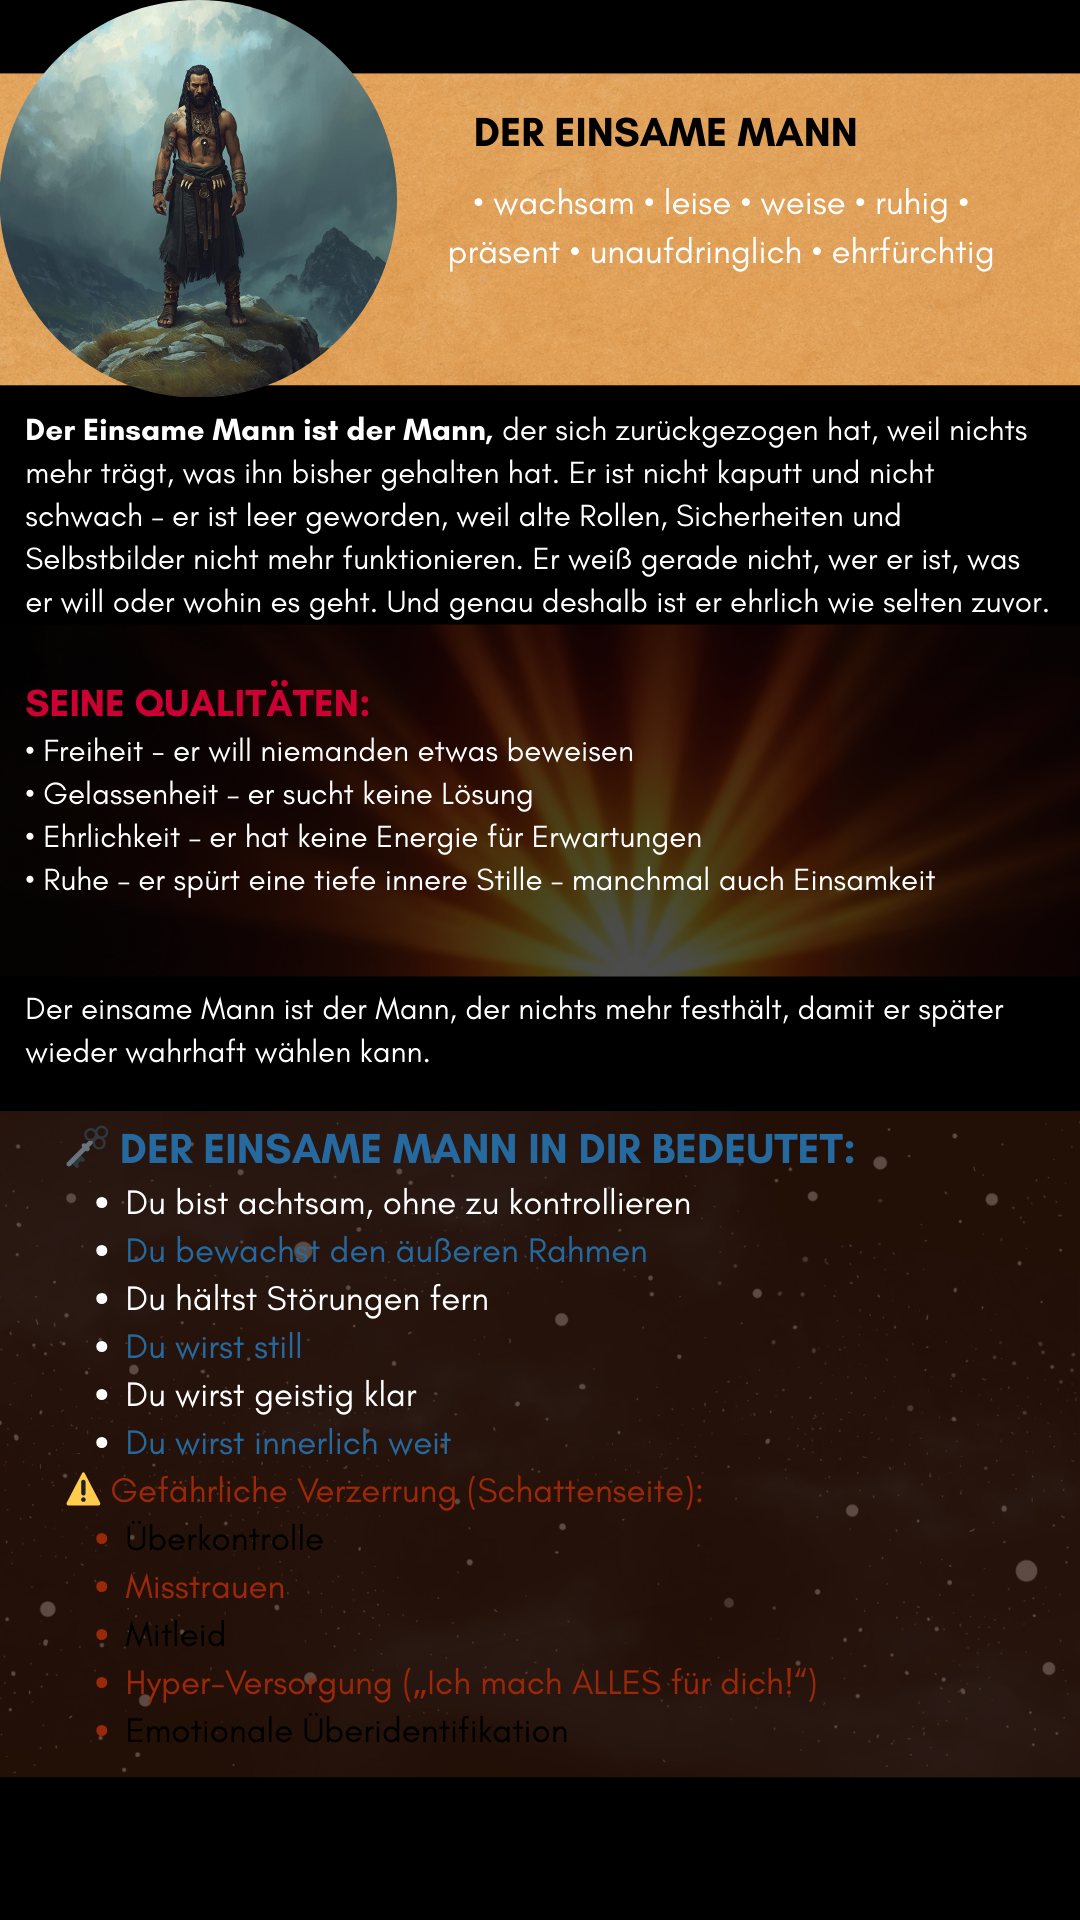 DER EINSAME MANN
• wachsam • leise • weise • ruhig •
präsent • unaufdringlich • ehrfürchtig
Der Einsame Mann ist der Mann, der sich zurückgezogen hat, weil nichts
mehr trägt, was ihn bisher gehalten hat. Er ist nicht kaputt und nicht
schwach – er ist leer geworden, weil alte Rollen, Sicherheiten und
Selbstbilder nicht mehr funktionieren. Er weiß gerade nicht, wer er ist, was
er will oder wohin es geht. Und genau deshalb ist er ehrlich wie selten zuvor.
SEINE QUALITÄTEN:
• Freiheit – er will niemanden etwas beweisen
• Gelassenheit – er sucht keine Lösung
• Ehrlichkeit – er hat keine Energie für Erwartungen
• Ruhe – er spürt eine tiefe innere Stille – manchmal auch Einsamkeit
Der einsame Mann ist der Mann, der nichts mehr festhält, damit er später
wieder wahrhaft wählen kann.
🗝 DER EINSAME MANN IN DIR BEDEUTET:
• Du bist achtsam, ohne zu kontrollieren
• Du bewachst den äußeren Rahmen
• Du hältst Störungen fern
• Du wirst still
• Du wirst geistig klar
• Du wirst innerlich weit
⚠️ Gefährliche Verzerrung (Schattenseite):
• Überkontrolle
• Misstrauen
• Mitleid
• Hyper-Versorgung („Ich mach ALLES für dich!“)
• Emotionale Überidentifikation